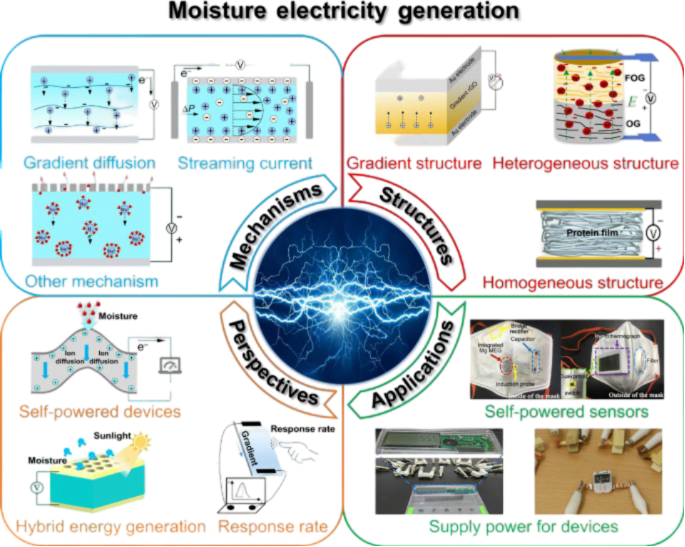 Moisture electricity generation
e⁻
V
Gradient diffusion
e⁻
V
ΔP
Streaming current
−
V
+
Other mechanism
Mechanisms
Au electrode
Gradient rGO
Au electrode
Gradient structure
FOG
E
V
OG
Heterogeneous structure
Protein film
−
V
+
Homogeneous structure
Structures
Moisture
Ion
diffusion
Ion
diffusion
e⁻
Self-powered devices
Sunlight
Moisture
V
Hybrid energy generation
Gradient
Response rate
Response rate
Perspectives
Bridge
rectifier
Capacitor
Integrated
Mg MEG
Induction probe
Inside of the mask
Filter
Outside of the mask
Self-powered sensors
Supply power for devices
Applications